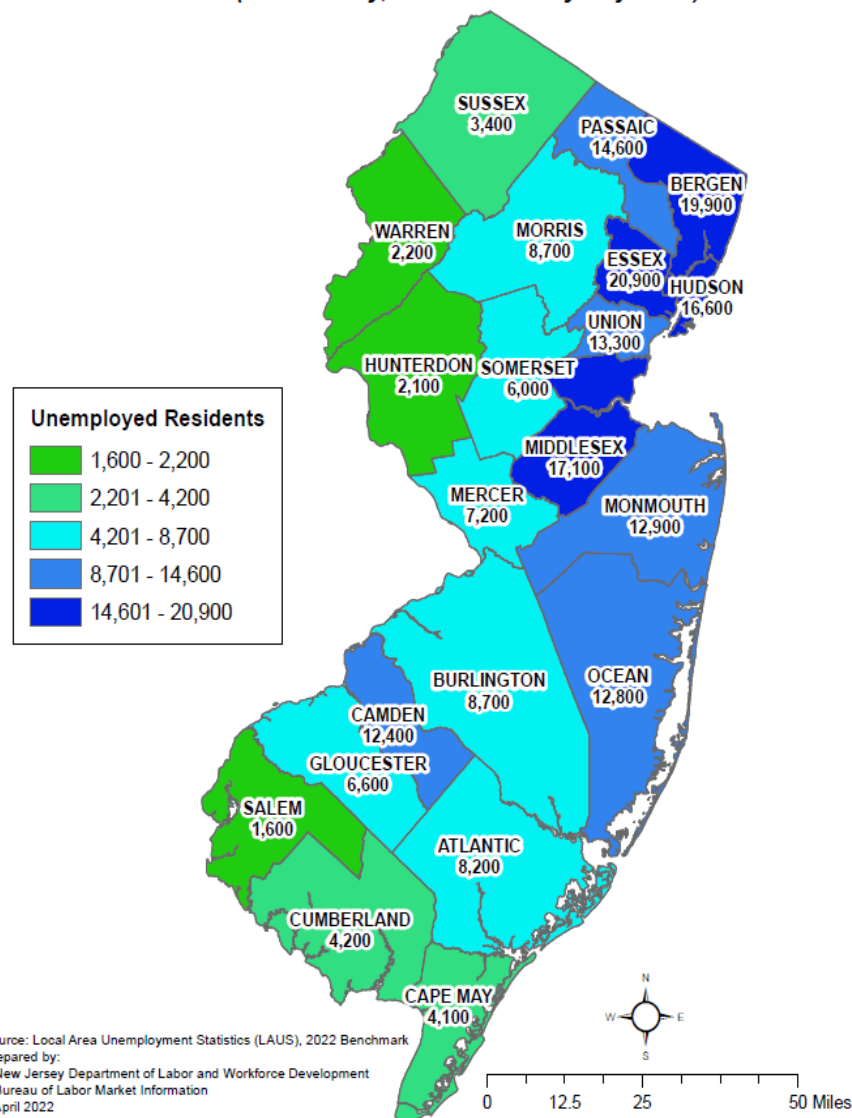 SUSSEX
3,400
PASSAIC
14,600
BERGEN
19,900
WARREN
2,200
MORRIS
8,700
ESSEX
20,900
HUDSON
16,600
UNION
13,300
HUNTERDON
2,100
SOMERSET
6,000
Unemployed Residents
1,600 - 2,200
2,201 - 4,200
4,201 - 8,700
8,701 - 14,600
14,601 - 20,900
MIDDLESEX
17,100
MERCER
7,200
MONMOUTH
12,900
BURLINGTON
8,700
OCEAN
12,800
CAMDEN
12,400
GLOUCESTER
6,600
SALEM
1,600
ATLANTIC
8,200
CUMBERLAND
4,200
CAPE MAY
4,100
N
W E
S
urce: Local Area Unemployment Statistics (LAUS), 2022 Benchmark
epared by:
New Jersey Department of Labor and Workforce Development
Bureau of Labor Market Information
April 2022
0 12.5 25 50 Miles